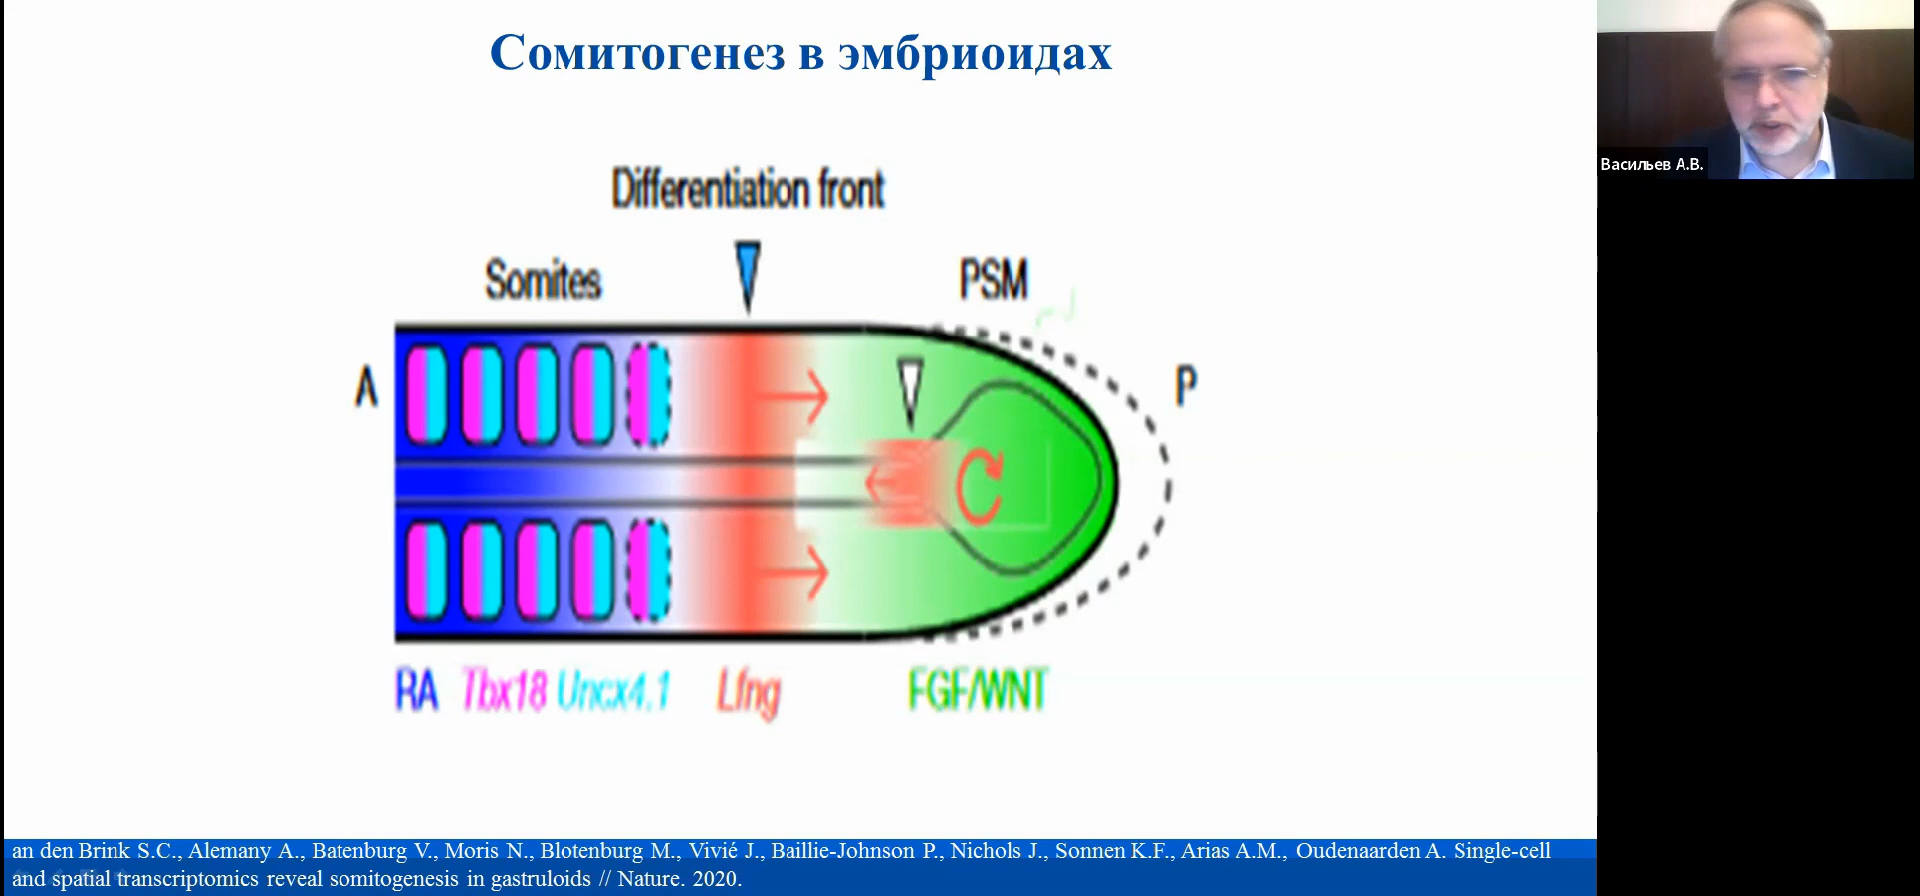 Сомитогенез в эмбриоидах
Васильев А.В.
Differentiation front
Somites
PSM
A
P
RA Tbx18 Uncx4.1 Lfng FGF/WNT
an den Brink S.C., Alemany A., Batenburg V., Moris N., Blotenburg M., Vivié J., Baillie-Johnson P., Nichols J., Sonnen K.F., Arias A.M., Oudenaarden A. Single-cell
and spatial transcriptomics reveal somitogenesis in gastruloids // Nature. 2020.